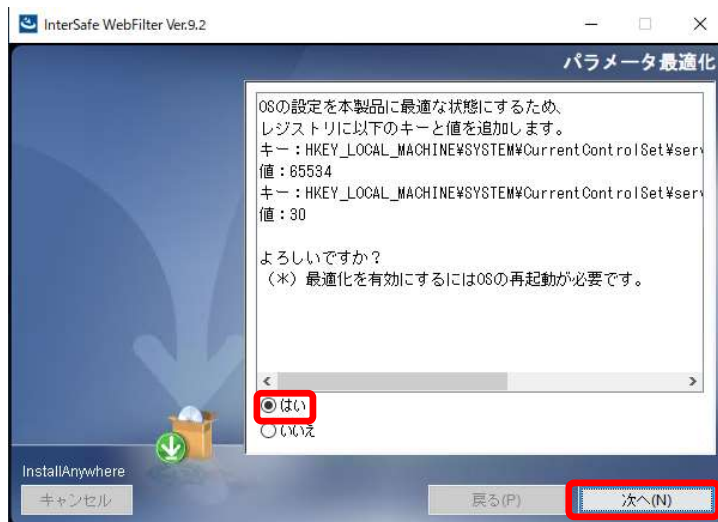 InterSafe WebFilter Ver.9.2
パラメータ最適化
OSの設定を本製品に最適な状態にするため、
レジストリに以下のキーと値を追加します。
キー：HKEY_LOCAL_MACHINE¥SYSTEM¥CurrentControlSet¥serv
値：65534
キー：HKEY_LOCAL_MACHINE¥SYSTEM¥CurrentControlSet¥serv
値：30
よろしいですか？
（*）最適化を有効にするにはOSの再起動が必要です。
はい
いいえ
InstallAnywhere
キャンセル
戻る(P)
次へ(N)